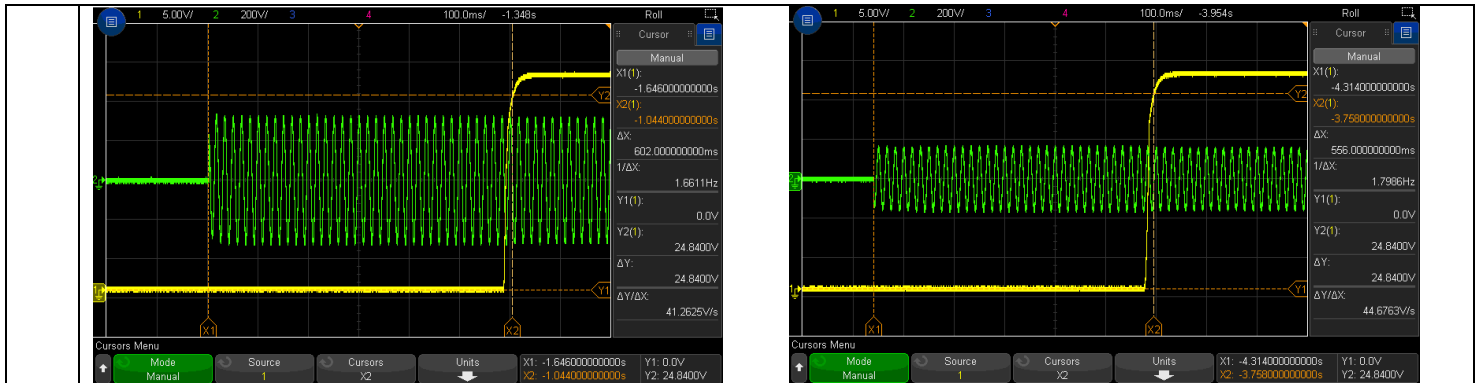 1 5.00V/ 2 200V/ 3 4 100.0ms/ -1.348s Roll
Cursor
Manual
X1(1):
-1.646000000000s
X2(1):
-1.044000000000s
ΔX:
602.000000000ms
1/ΔX:
1.6611Hz
Y1(1):
0.0V
Y2(1):
24.8400V
ΔY:
24.8400V
ΔY/ΔX:
41.2625V/s
Y2
2
1
Y1
X1 X2
Cursors Menu
Mode
Manual
Source
1
Cursors
X2
Units
X1: -1.646000000000s
X2: -1.044000000000s
Y1: 0.0V
Y2: 24.8400V
1 5.00V/ 2 200V/ 3 4 100.0ms/ -3.954s Roll
Cursor
Manual
X1(1):
-4.314000000000s
X2(1):
-3.758000000000s
ΔX:
556.000000000ms
1/ΔX:
1.7986Hz
Y1(1):
0.0V
Y2(1):
24.8400V
ΔY:
24.8400V
ΔY/ΔX:
44.6763V/s
Y2
2
1
Y1
X1 X2
Cursors Menu
Mode
Manual
Source
1
Cursors
X2
Units
X1: -4.314000000000s
X2: -3.758000000000s
Y1: 0.0V
Y2: 24.8400V